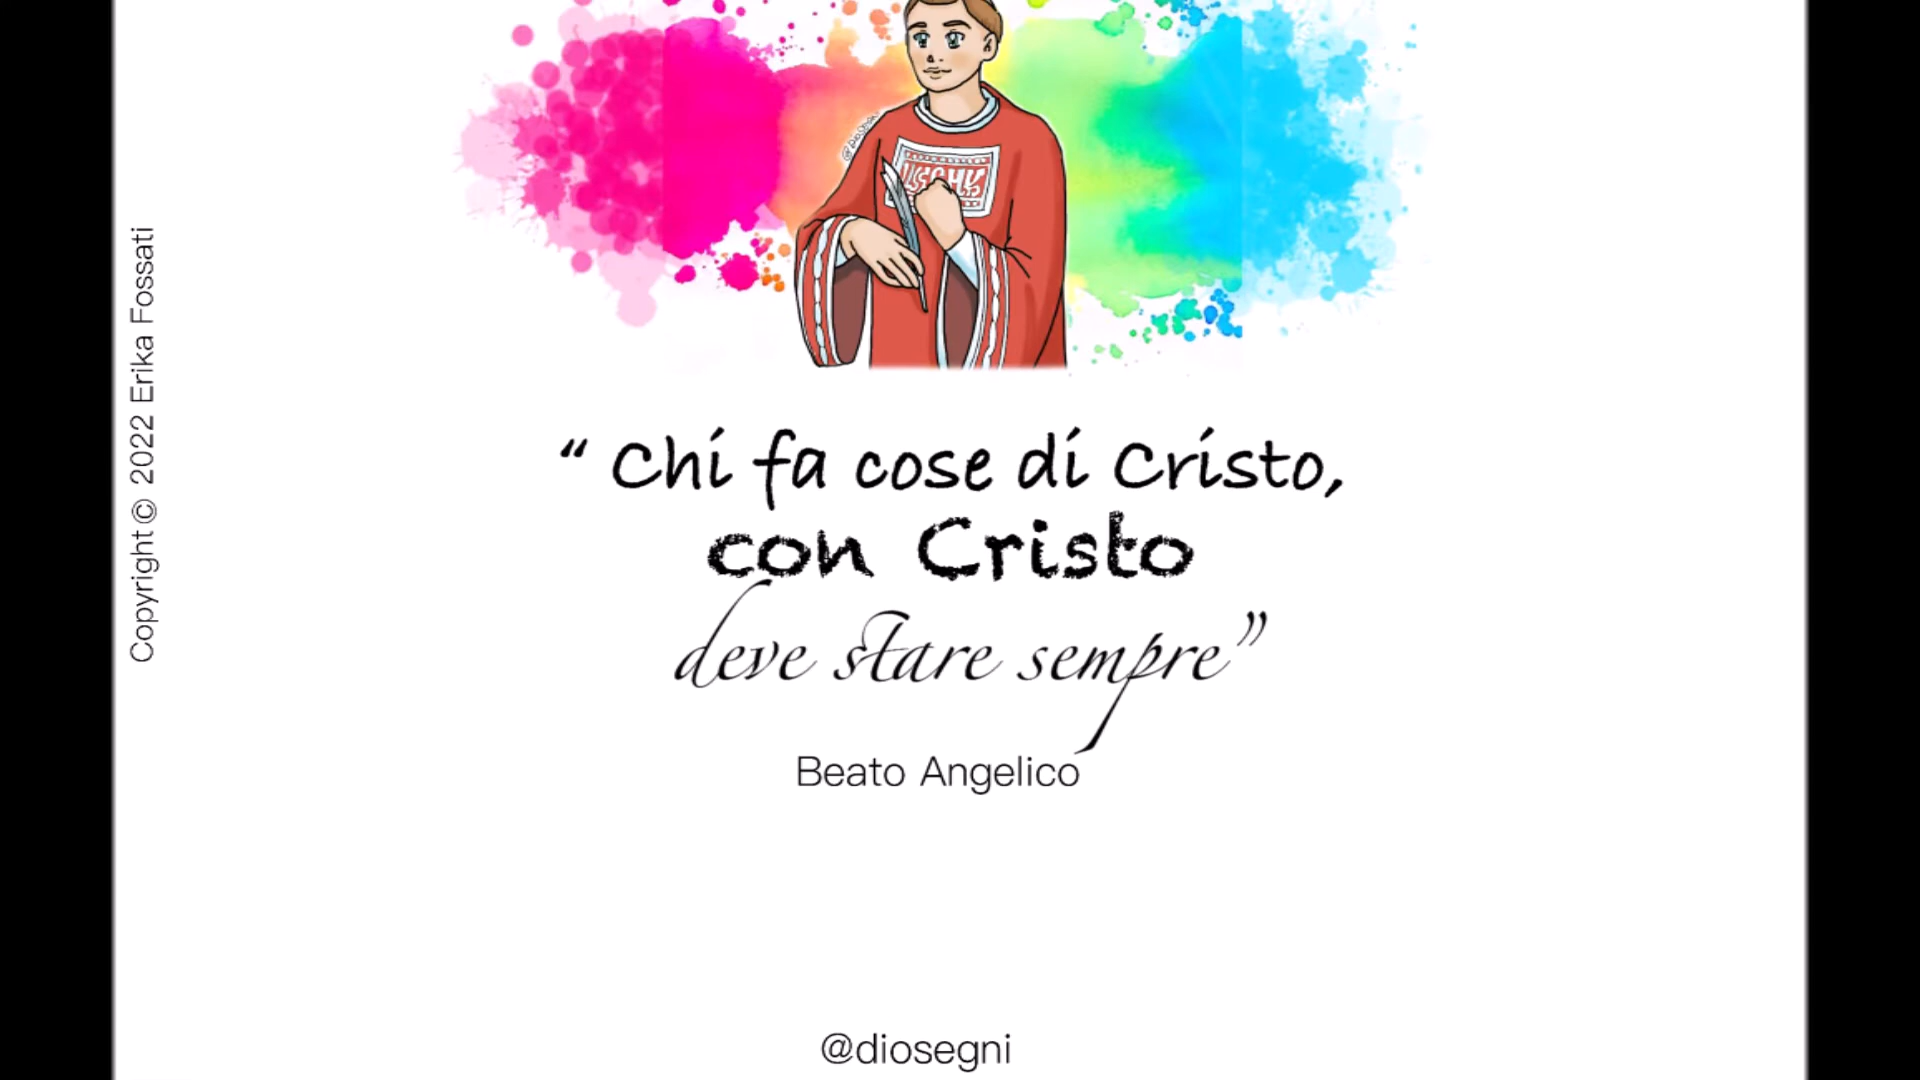 Copyright© 2022 Erika Fossati
“ Chi fa cose di Cristo,
con Cristo
deve stare sempre”
Beato Angelico
@diosegni